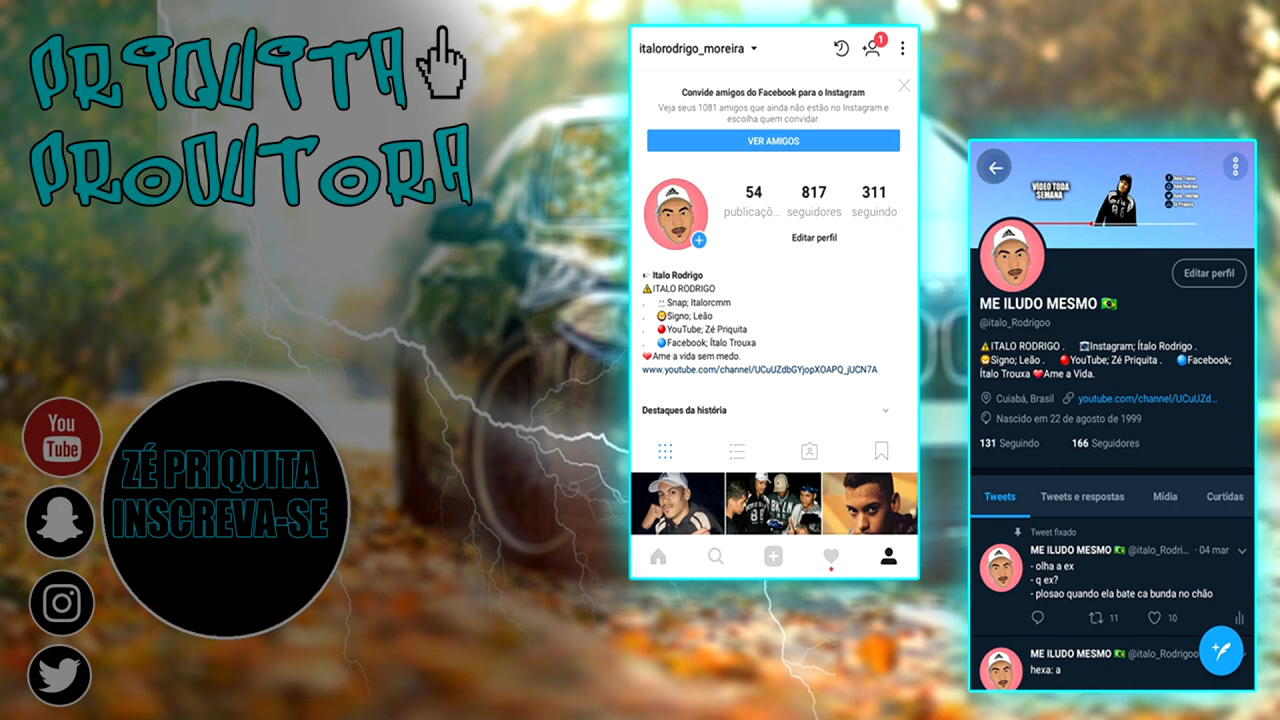 PRIQUITA
PRODUTORA
You
Tube
ZÉ PRIQUITA
INSCREVA-SE
italorodrigo_moreira
1
Convide amigos do Facebook para o Instagram
Veja seus 1081 amigos que ainda não estão no Instagram e
escolha quem convidar.
VER AMIGOS
54 817 311
publicaçõ... seguidores seguindo
Editar perfil
Italo Rodrigo
⚠ITALO RODRIGO
. Snap; Italorcmm
. Signo; Leão
. 🔴YouTube; Zé Priquita
. 🔵Facebook; Ítalo Trouxa
❤Ame a vida sem medo.
www.youtube.com/channel/UCuUZdbGYjopXOAPQ_jUCN7A
Destaques da história
VÍDEO TODA
SEMANA
Editar perfil
ME ILUDO MESMO 🇧🇷
@italo_Rodrigoo
⚠ITALO RODRIGO . Instagram; Ítalo Rodrigo .
Signo; Leão . 🔴YouTube; Zé Priquita . 🔵Facebook;
Ítalo Trouxa ❤Ame a Vida.
Cuiabá, Brasil youtube.com/channel/UCuUZd...
Nascido em 22 de agosto de 1999
131 Seguindo 166 Seguidores
Tweets Tweets e respostas Mídia Curtidas
Tweet fixado
ME ILUDO MESMO 🇧🇷 @italo_Rodri... · 04 mar
- olha a ex
- q ex?
- plosao quando ela bate ca bunda no chão
11 10
ME ILUDO MESMO 🇧🇷 @italo_Rodrigoo
hexa: a